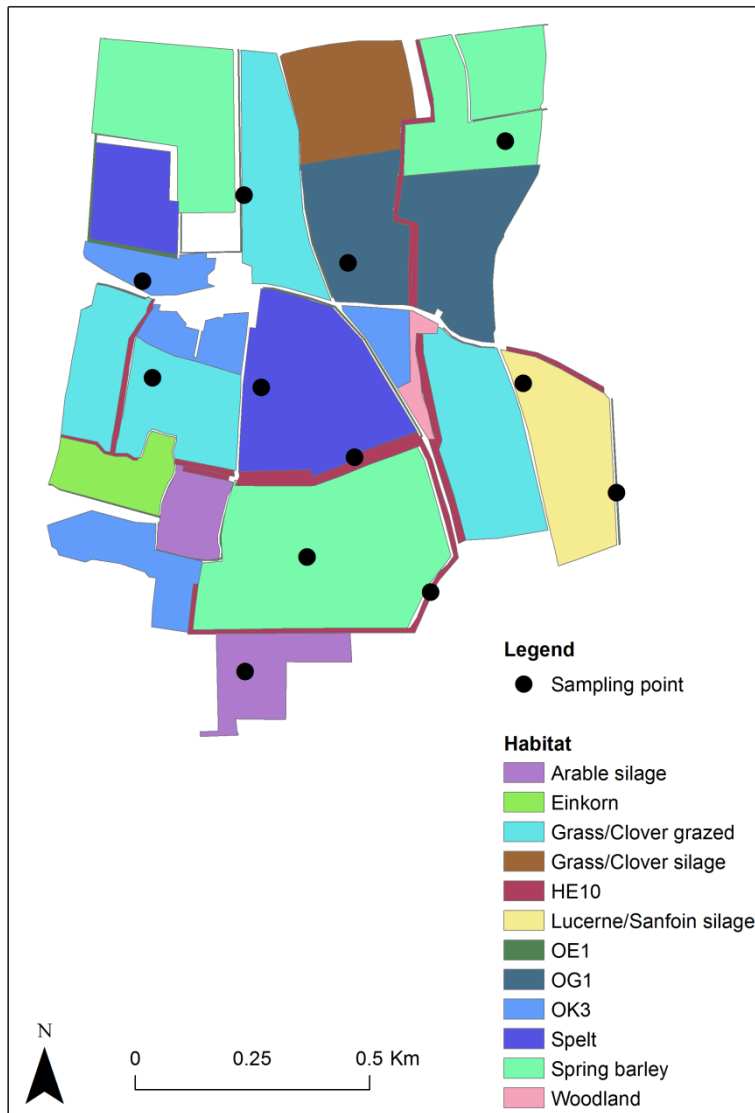 Legend
Sampling point
Habitat
Arable silage
Einkorn
Grass/Clover grazed
Grass/Clover silage
HE10
Lucerne/Sanfoin silage
OE1
OG1
OK3
Spelt
Spring barley
Woodland
N
0 0.25 0.5 Km